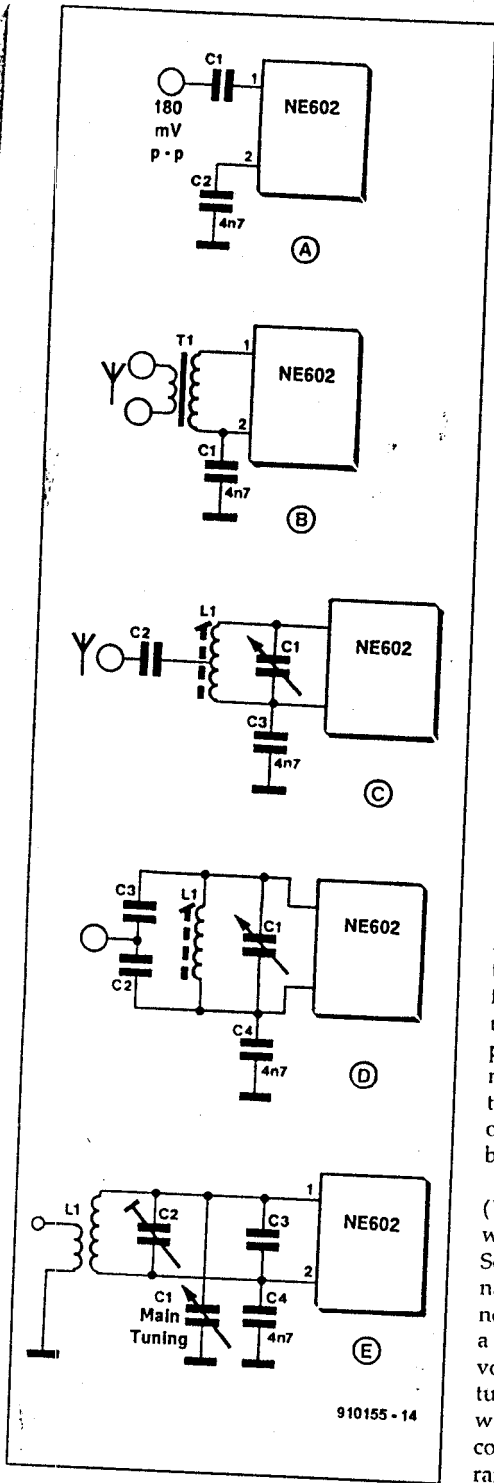 C1
1
180
mV
p - p
NE602
2
C2
4n7
A
T1
1
NE602
2
C1
4n7
B
L1
C2
C1
NE602
C3
4n7
C
C3
L1
C1
NE602
C2
C4
4n7
D
L1
1
C2
C3
NE602
2
C1
Main
Tuning
C4
4n7
E
910155 - 14